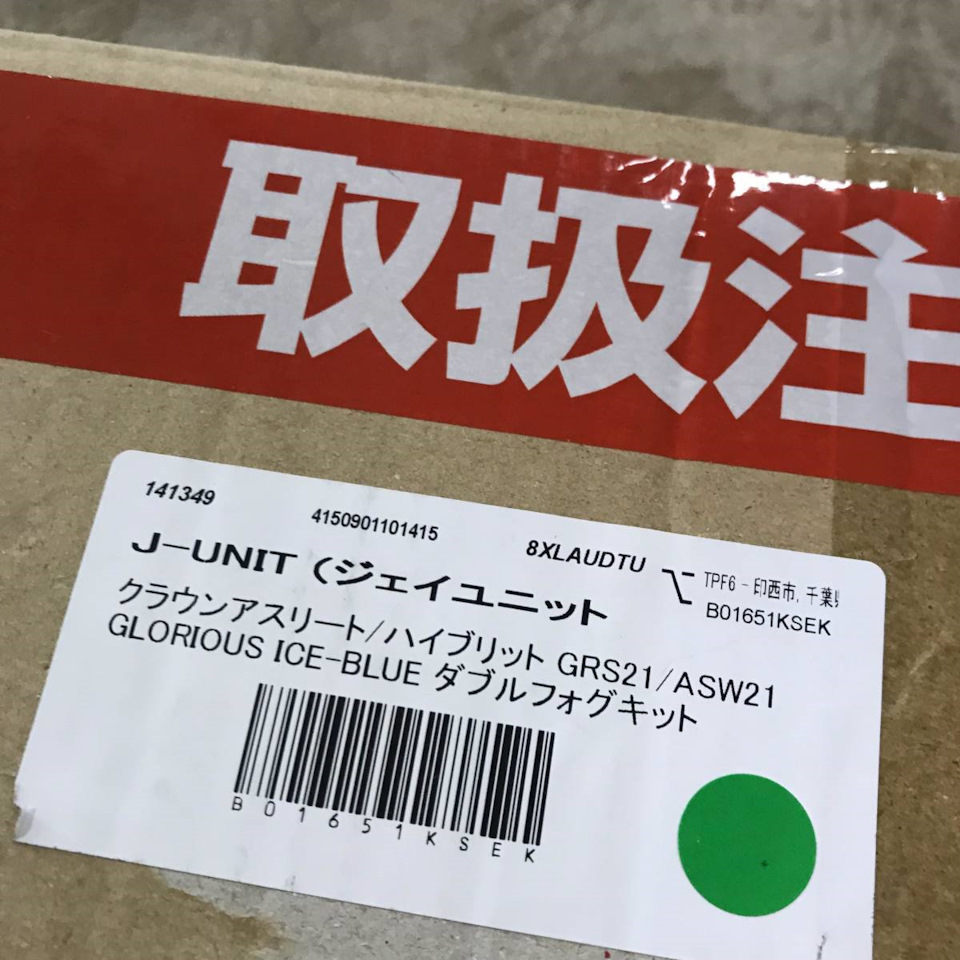 取扱注
141349
4150901101415
8XLAUDTU
TPF6 - 印西市, 千葉
B01651KSEK
J-UNIT (ジェイユニット
クラウンアスリート/ハイブリット GRS21/ASW21
GLORIOUS ICE-BLUE ダブルフォグキット
B01651KSEK